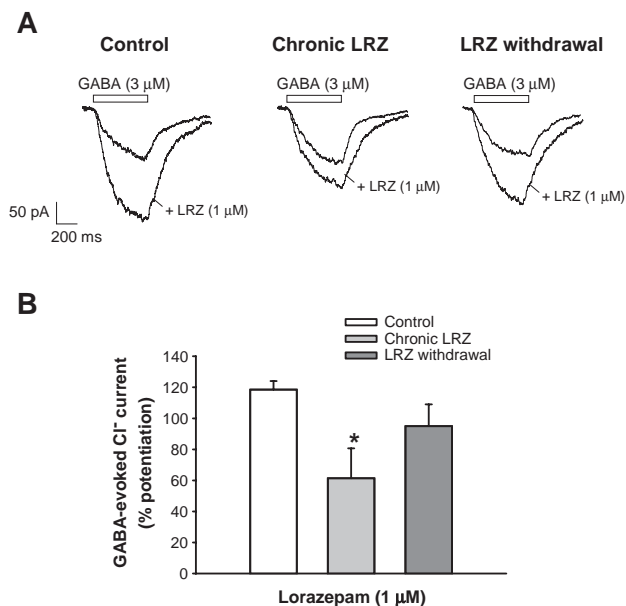 A
Control
Chronic LRZ
LRZ withdrawal
GABA (3 μM)
GABA (3 μM)
GABA (3 μM)
+ LRZ (1 μM)
+ LRZ (1 μM)
+ LRZ (1 μM)
50 pA
200 ms
B
Control
Chronic LRZ
LRZ withdrawal
GABA-evoked Cl⁻ current
(% potentiation)
140
120
100
80
60
40
20
0
*
Lorazepam (1 μM)